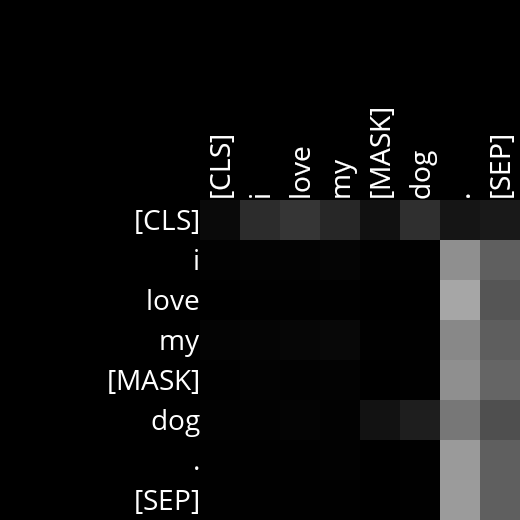 [CLS]
i
love
my
[MASK]
dog
.
[SEP]
[CLS]
i
love
my
[MASK]
dog
.
[SEP]